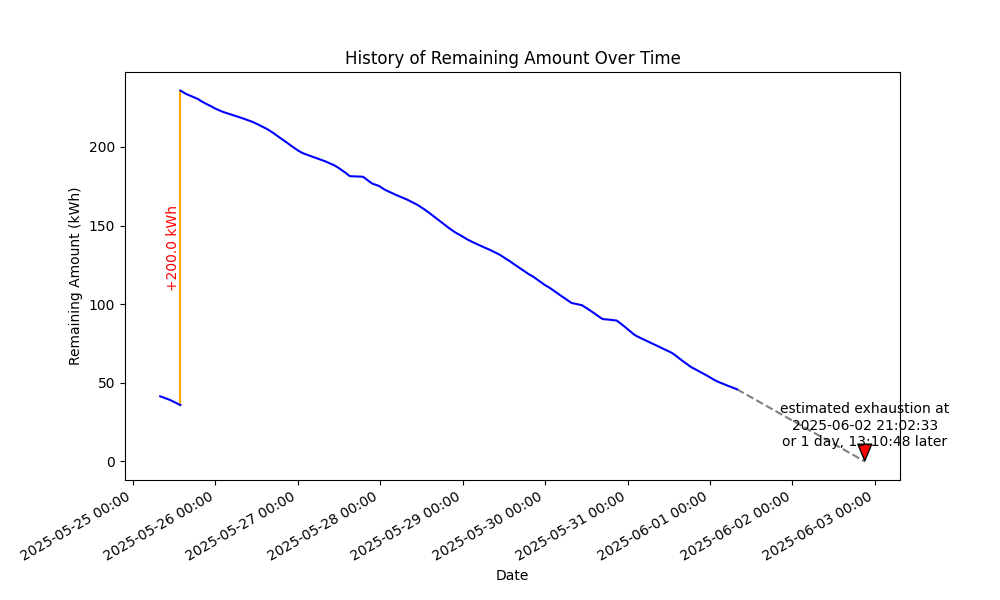 History of Remaining Amount Over Time
Remaining Amount (kWh)
200
150
100
50
0
+200.0 kWh
estimated exhaustion at
2025-06-02 21:02:33
or 1 day, 13:10:48 later
2025-05-25 00:00
2025-05-26 00:00
2025-05-27 00:00
2025-05-28 00:00
2025-05-29 00:00
2025-05-30 00:00
2025-05-31 00:00
2025-06-01 00:00
2025-06-02 00:00
2025-06-03 00:00
Date